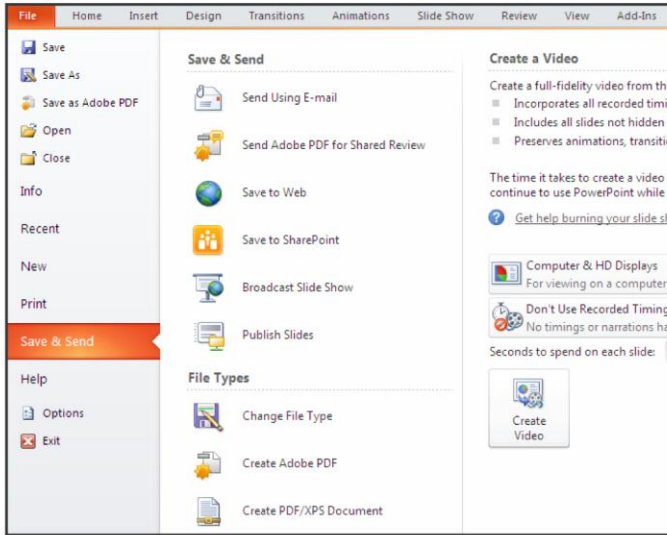 File Home Insert Design Transitions Animations Slide Show Review View Add-Ins
Save
Save As
Save as Adobe PDF
Open
Close
Info
Recent
New
Print
Save & Send
Help
Options
Exit
Save & Send
Send Using E-mail
Send Adobe PDF for Shared Review
Save to Web
Save to SharePoint
Broadcast Slide Show
Publish Slides
File Types
Change File Type
Create Adobe PDF
Create PDF/XPS Document
Create a Video
Create a full-fidelity video from th
Incorporates all recorded timi
Includes all slides not hidden
Preserves animations, transitio
The time it takes to create a video
continue to use PowerPoint while
Get help burning your slide sh
Computer & HD Displays
For viewing on a computer
Don't Use Recorded Timing
No timings or narrations ha
Seconds to spend on each slide:
Create
Video